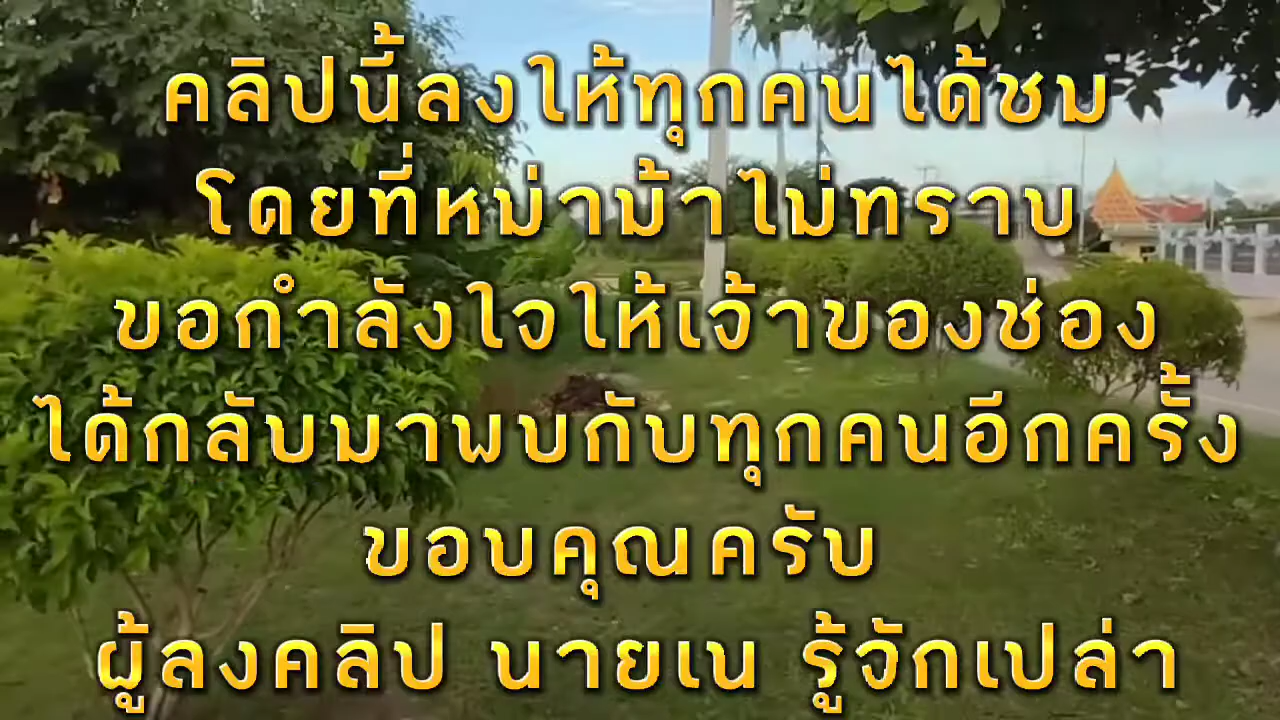 คลิปนี้ลงให้ทุกคนได้ชม
โดยที่หม่าม้าไม่ทราบ
ขอกำลังใจให้เจ้าของช่อง
ได้กลับมาพบกับทุกคนอีกครั้ง
ขอบคุณครับ
ผู้ลงคลิป นายเน รู้จักเปล่า